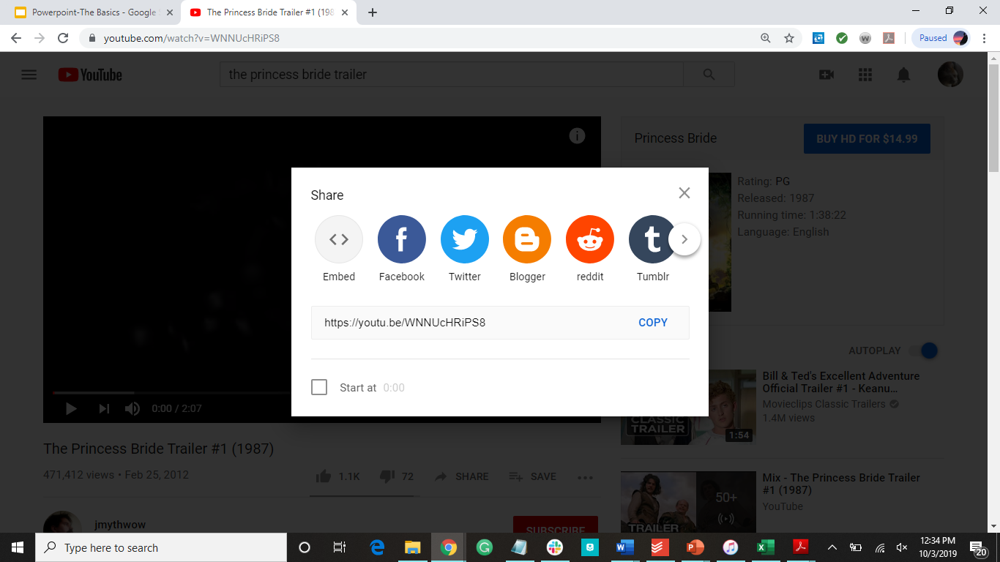 Powerpoint-The Basics - Google
The Princess Bride Trailer #1 (198
youtube.com/watch?v=WNNUcHRiPS8
Paused
YouTube
the princess bride trailer
Princess Bride
BUY HD FOR $14.99
Rating: PG
Released: 1987
Running time: 1:38:22
Language: English
Share
Embed
Facebook
Twitter
Blogger
reddit
Tumblr
https://youtu.be/WNNUcHRiPS8
COPY
Start at 0:00
0:00 / 2:07
AUTOPLAY
Bill & Ted's Excellent Adventure
Official Trailer #1 - Keanu...
Movieclips Classic Trailers
1.4M views
CLASSIC
TRAILER
1:54
The Princess Bride Trailer #1 (1987)
471,412 views • Feb 25, 2012
1.1K
72
SHARE
SAVE
Mix - The Princess Bride Trailer
#1 (1987)
YouTube
50+
TRAILER
jmythwow
SUBSCRIBE
Type here to search
12:34 PM
10/3/2019
20